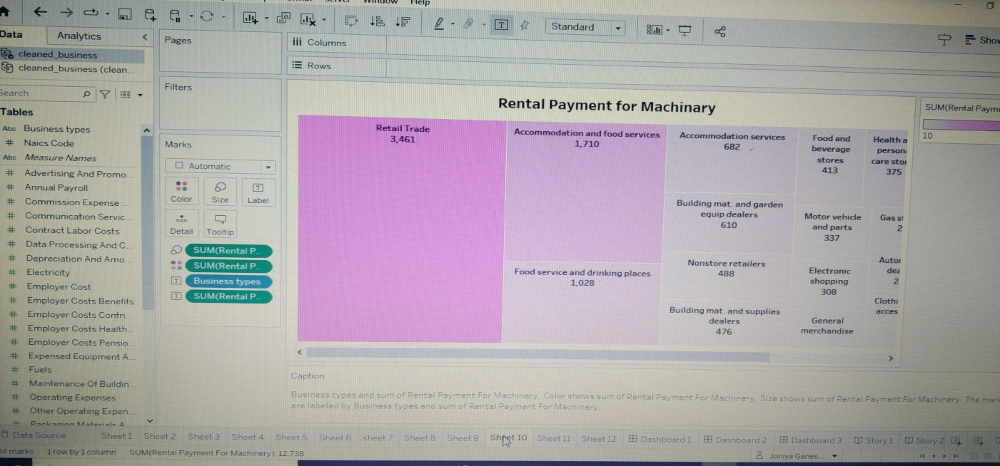 Window Help
Standard
Show
Data Analytics
cleaned_business
cleaned_business (clean...
Search
Tables
Abc Business types
# Naics Code
Abc Measure Names
# Advertising And Promo...
# Annual Payroll
# Commission Expense ...
# Communication Servic...
# Contract Labor Costs
# Data Processing And C...
# Depreciation And Amo...
# Electricity
# Employer Cost
# Employer Costs Benefits
# Employer Costs Contri...
# Employer Costs Health...
# Employer Costs Pensio...
# Expensed Equipment A...
# Fuels
# Maintenance Of Buildin...
# Operating Expenses
# Other Operating Expen...
# Packaging Materials A
Pages
Filters
Marks
Automatic
Color Size Label
Detail Tooltip
SUM(Rental P..
SUM(Rental P..
Business types
SUM(Rental P..
Columns
Rows
Rental Payment for Machinary
Retail Trade
3,461
Accommodation and food services
1,710
Food service and drinking places
1,028
Accommodation services
682
Building mat. and garden
equip dealers
610
Nonstore retailers
488
Building mat. and supplies
dealers
476
Food and
beverage
stores
413
Motor vehicle
and parts
337
Electronic
shopping
308
General
merchandise
Health a
person
care stor
375
Gas st
2
Autor
dea
2
Clothi
acces
SUM(Rental Payme
10
Caption
Business types and sum of Rental Payment For Machinery. Color shows sum of Rental Payment For Machinery. Size shows sum of Rental Payment For Machinery. The mark
are labeled by Business types and sum of Rental Payment For Machinery.
Data Source Sheet 1 Sheet 2 Sheet 3 Sheet 4 Sheet 5 Sheet 6 sheet 7 Sheet 8 Sheet 9 Sheet 10 Sheet 11 Sheet 12 Dashboard 1 Dashboard 2 Dashboard 3 Story 1 Story 2
4 marks 1 row by 1 column SUM(Rental Payment For Machinery): 12,738
Joniya Ganes...